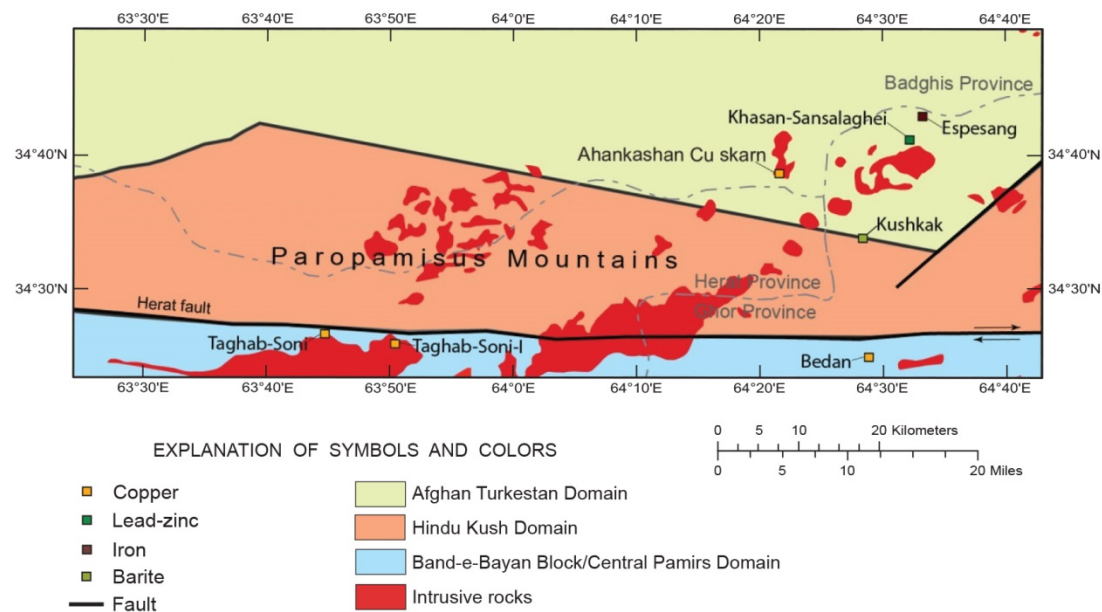 63°30'E 63°40'E 63°50'E 64°0'E 64°10'E 64°20'E 64°30'E 64°40'E
Badghis Province
Khasan-Sansalaghei
Espesang
34°40'N 34°40'N
Ahankashan Cu skarn
Kushkak
Paropamisus Mountains
Herat Province
34°30'N 34°30'N
Ghor Province
Herat fault
Taghab-Soni
Taghab-Soni-I
Bedan
63°30'E 63°40'E 63°50'E 64°0'E 64°10'E 64°20'E 64°30'E 64°40'E
EXPLANATION OF SYMBOLS AND COLORS
Copper
Lead-zinc
Iron
Barite
Fault
Afghan Turkestan Domain
Hindu Kush Domain
Band-e-Bayan Block/Central Pamirs Domain
Intrusive rocks
0 5 10 20 Kilometers
0 5 10 20 Miles